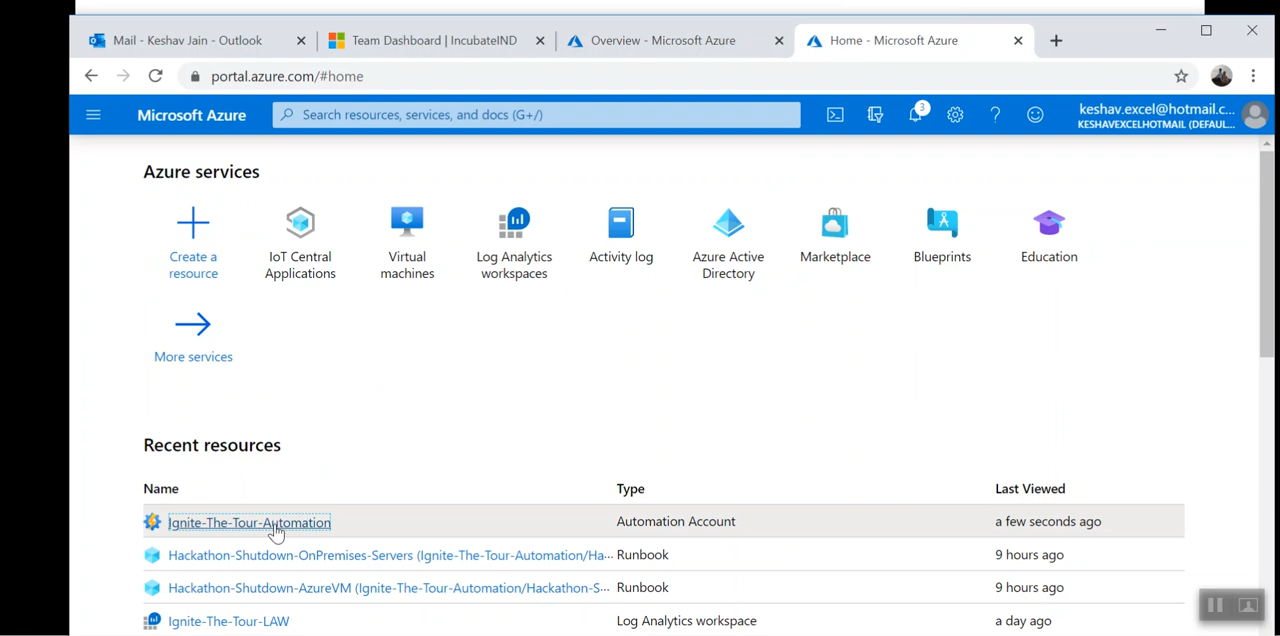 Mail - Keshav Jain - Outlook
Team Dashboard | IncubateIND
Overview - Microsoft Azure
Home - Microsoft Azure
portal.azure.com/#home
Microsoft Azure
Search resources, services, and docs (G+/)
3
keshav.excel@hotmail.c...
KESHAVEXCELHOTMAIL (DEFAUL...
Azure services
Create a resource
IoT Central Applications
Virtual machines
Log Analytics workspaces
Activity log
Azure Active Directory
Marketplace
Blueprints
Education
More services
Recent resources
Name Type Last Viewed
Ignite-The-Tour-Automation Automation Account a few seconds ago
Hackathon-Shutdown-OnPremises-Servers (Ignite-The-Tour-Automation/Ha... Runbook 9 hours ago
Hackathon-Shutdown-AzureVM (Ignite-The-Tour-Automation/Hackathon-S... Runbook 9 hours ago
Ignite-The-Tour-LAW Log Analytics workspace a day ago